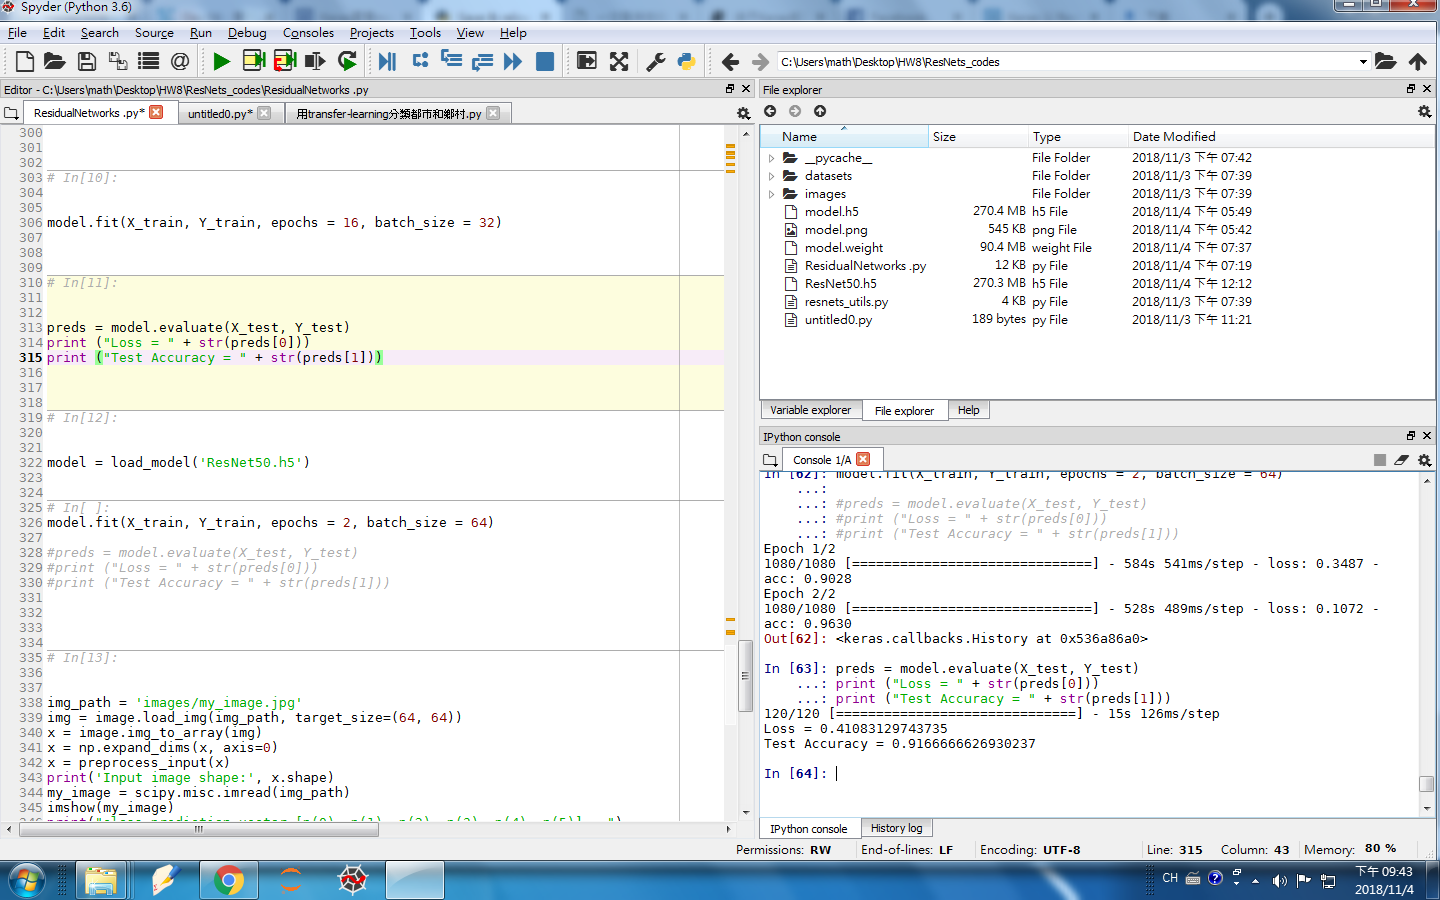 Spyder (Python 3.6)
File Edit Search Source Run Debug Consoles Projects Tools View Help
C:\Users\math\Desktop\HW8\ResNets_codes
Editor - C:\Users\math\Desktop\HW8\ResNets_codes\ResidualNetworks .py
ResidualNetworks .py* untitled0.py* 用transfer-learning分類都市和鄉村.py
300
301
302
303 # In[10]:
304
305
306 model.fit(X_train, Y_train, epochs = 16, batch_size = 32)
307
308
309
310 # In[11]:
311
312
313 preds = model.evaluate(X_test, Y_test)
314 print ("Loss = " + str(preds[0]))
315 print ("Test Accuracy = " + str(preds[1]))
316
317
318
319 # In[12]:
320
321
322 model = load_model('ResNet50.h5')
323
324
325 # In[ ]:
326 model.fit(X_train, Y_train, epochs = 2, batch_size = 64)
327
328 #preds = model.evaluate(X_test, Y_test)
329 #print ("Loss = " + str(preds[0]))
330 #print ("Test Accuracy = " + str(preds[1]))
331
332
333
334
335 # In[13]:
336
337
338 img_path = 'images/my_image.jpg'
339 img = image.load_img(img_path, target_size=(64, 64))
340 x = image.img_to_array(img)
341 x = np.expand_dims(x, axis=0)
342 x = preprocess_input(x)
343 print('Input image shape:', x.shape)
344 my_image = scipy.misc.imread(img_path)
345 imshow(my_image)
File explorer
Name Size Type Date Modified
__pycache__ File Folder 2018/11/3 下午 07:42
datasets File Folder 2018/11/3 下午 07:39
images File Folder 2018/11/3 下午 07:39
model.h5 270.4 MB h5 File 2018/11/4 下午 05:49
model.png 545 KB png File 2018/11/4 下午 05:42
model.weight 90.4 MB weight File 2018/11/4 下午 07:37
ResidualNetworks .py 12 KB py File 2018/11/4 下午 07:19
ResNet50.h5 270.3 MB h5 File 2018/11/4 下午 12:12
resnets_utils.py 4 KB py File 2018/11/3 下午 07:39
untitled0.py 189 bytes py File 2018/11/3 下午 11:21
Variable explorer File explorer Help
IPython console
Console 1/A
In [62]: model.fit(X_train, Y_train, epochs = 2, batch_size = 64)
...:
...: #preds = model.evaluate(X_test, Y_test)
...: #print ("Loss = " + str(preds[0]))
...: #print ("Test Accuracy = " + str(preds[1]))
Epoch 1/2
1080/1080 [==============================] - 584s 541ms/step - loss: 0.3487 -
acc: 0.9028
Epoch 2/2
1080/1080 [==============================] - 528s 489ms/step - loss: 0.1072 -
acc: 0.9630
Out[62]: <keras.callbacks.History at 0x536a86a0>
In [63]: preds = model.evaluate(X_test, Y_test)
...: print ("Loss = " + str(preds[0]))
...: print ("Test Accuracy = " + str(preds[1]))
120/120 [==============================] - 15s 126ms/step
Loss = 0.41083129743735
Test Accuracy = 0.9166666626930237
In [64]:
IPython console History log
Permissions: RW End-of-lines: LF Encoding: UTF-8 Line: 315 Column: 43 Memory: 80 %
CH
下午 09:43
2018/11/4